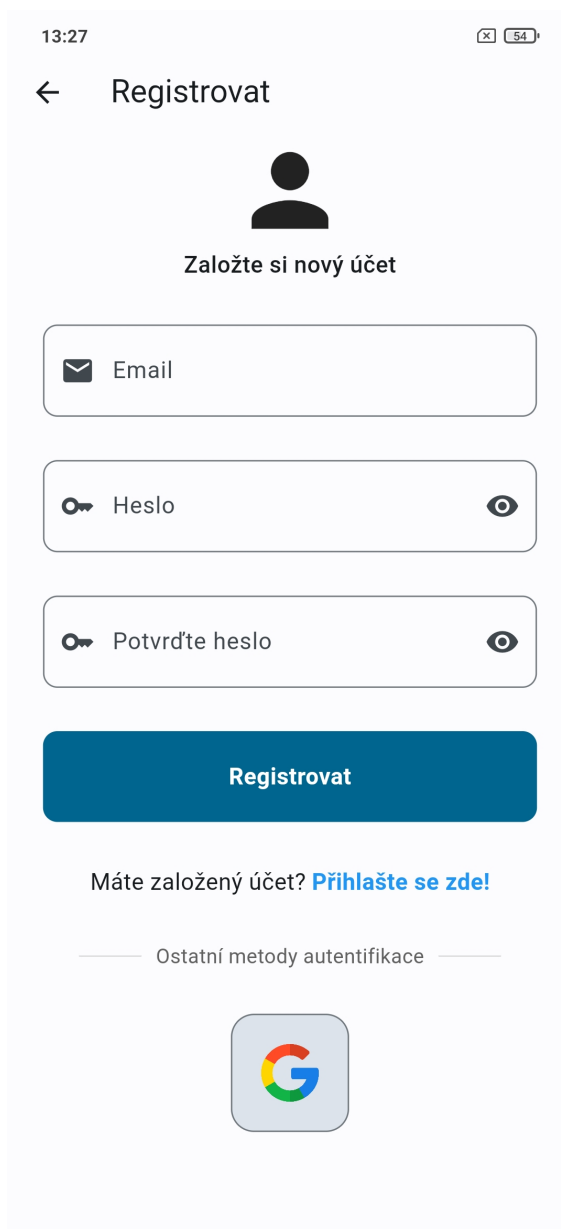 13:27
54
Registrovat
Založte si nový účet
Email
Heslo
Potvrďte heslo
Registrovat
Máte založený účet? Přihlašte se zde!
Ostatní metody autentifikace
G